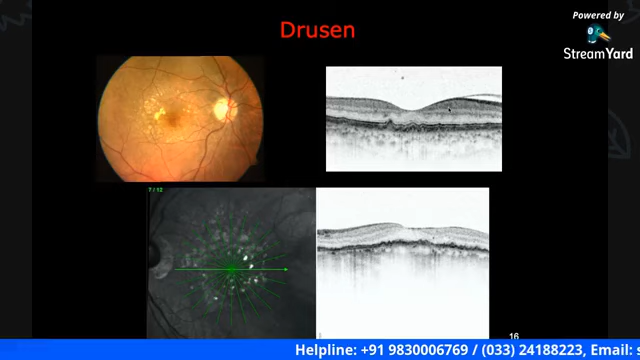 Drusen
Powered by
StreamYard
7 / 12
16
Helpline: +91 9830006769 / (033) 24188223, Email: s